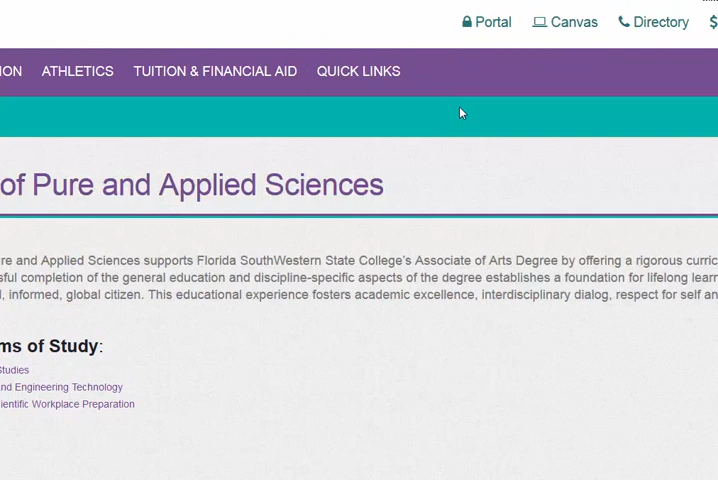 Portal Canvas Directory $
ION ATHLETICS TUITION & FINANCIAL AID QUICK LINKS
of Pure and Applied Sciences
re and Applied Sciences supports Florida SouthWestern State College's Associate of Arts Degree by offering a rigorous curric
sful completion of the general education and discipline-specific aspects of the degree establishes a foundation for lifelong learn
l, informed, global citizen. This educational experience fosters academic excellence, interdisciplinary dialog, respect for self an
ms of Study:
Studies
nd Engineering Technology
ientific Workplace Preparation